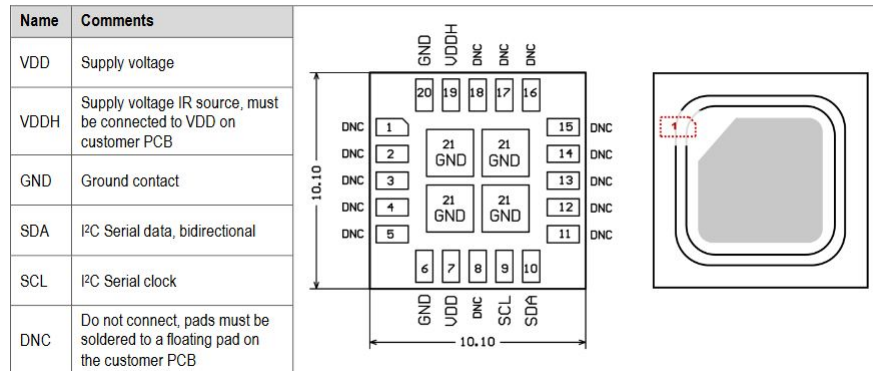 Name Comments
VDD Supply voltage
VDDH Supply voltage IR source, must
be connected to VDD on
customer PCB
GND Ground contact
SDA I²C Serial data, bidirectional
SCL I²C Serial clock
DNC Do not connect, pads must be
soldered to a floating pad on
the customer PCB
GND VDDH DNC DNC DNC
20 19 18 17 16
DNC 1 15 DNC
DNC 2 14 DNC
DNC 3 13 DNC
DNC 4 12 DNC
DNC 5 11 DNC
21 GND 21 GND
21 GND 21 GND
6 7 8 9 10
GND VDD DNC SCL SDA
10.10
10.10
1